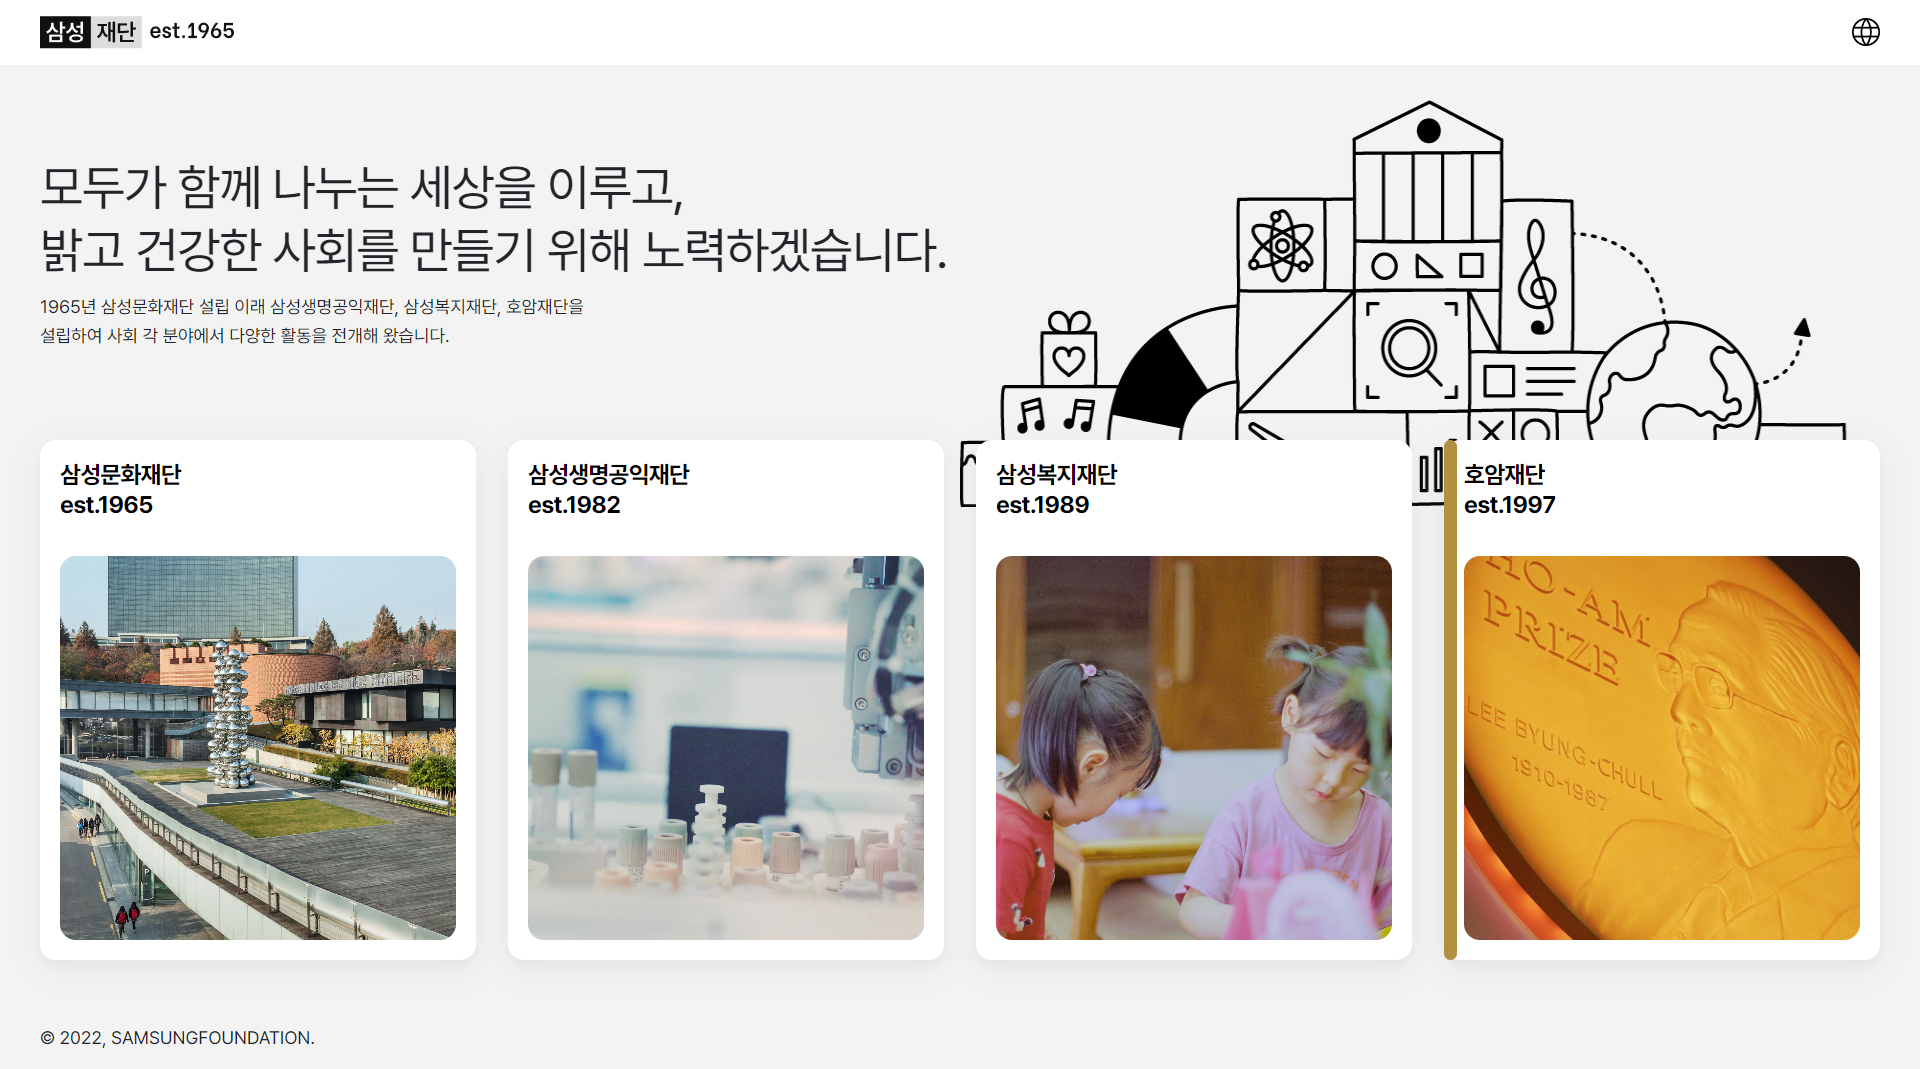 삼성 재단 est.1965
모두가 함께 나누는 세상을 이루고,
밝고 건강한 사회를 만들기 위해 노력하겠습니다.
1965년 삼성문화재단 설립 이래 삼성생명공익재단, 삼성복지재단, 호암재단을
설립하여 사회 각 분야에서 다양한 활동을 전개해 왔습니다.
삼성문화재단
est.1965
삼성생명공익재단
est.1982
삼성복지재단
est.1989
호암재단
est.1997
HO-AM
PRIZE
LEE BYUNG-CHULL
1910-1987
© 2022, SAMSUNGFOUNDATION.